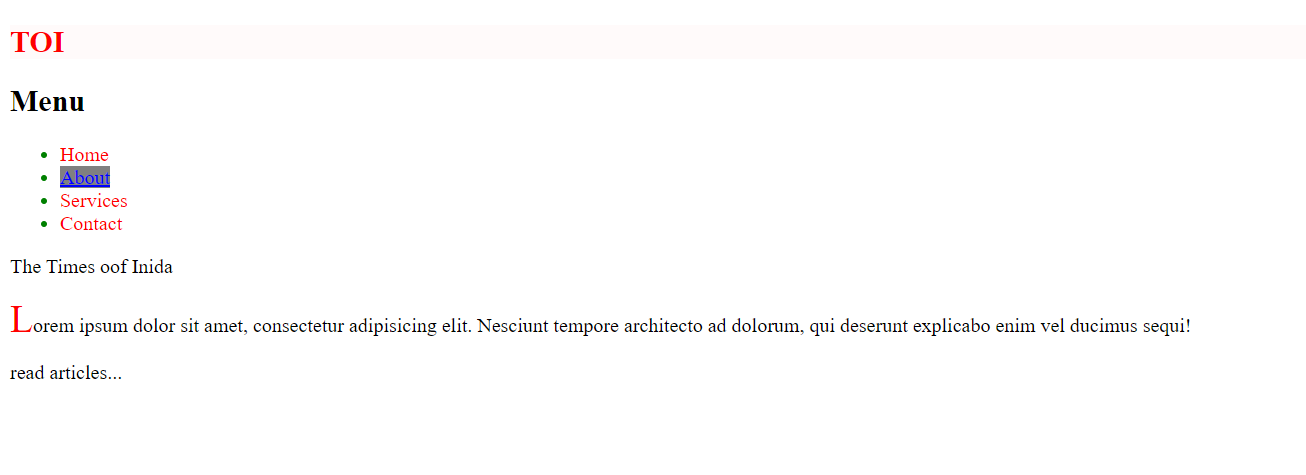 TOI
Menu
Home
About
Services
Contact
The Times oof Inida
Lorem ipsum dolor sit amet, consectetur adipisicing elit. Nesciunt tempore architecto ad dolorum, qui deserunt explicabo enim vel ducimus sequi!
read articles...